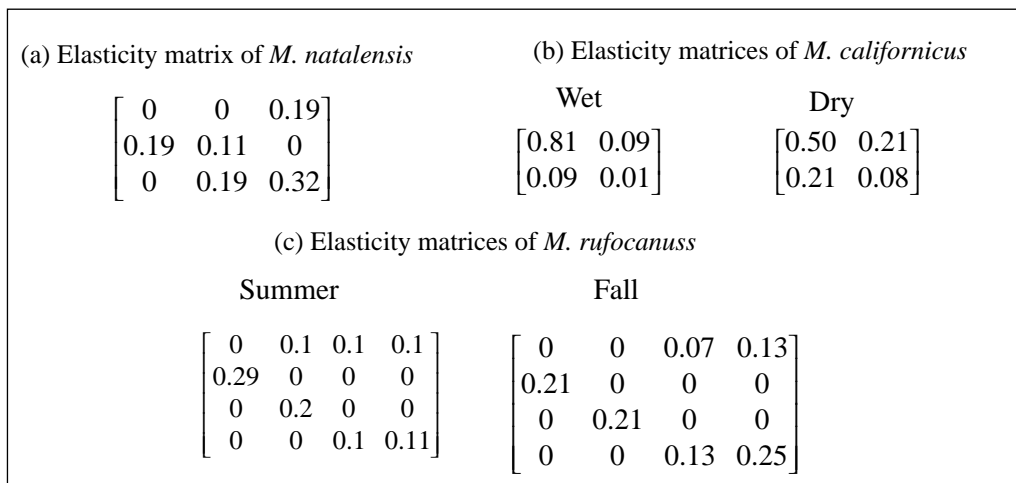 (a) Elasticity matrix of M. natalensis
0 0 0.19
0.19 0.11 0
0 0.19 0.32
(b) Elasticity matrices of M. californicus
Wet
0.81 0.09
0.09 0.01
Dry
0.50 0.21
0.21 0.08
(c) Elasticity matrices of M. rufocanuss
Summer
0 0.1 0.1 0.1
0.29 0 0 0
0 0.2 0 0
0 0 0.1 0.11
Fall
0 0 0.07 0.13
0.21 0 0 0
0 0.21 0 0
0 0 0.13 0.25